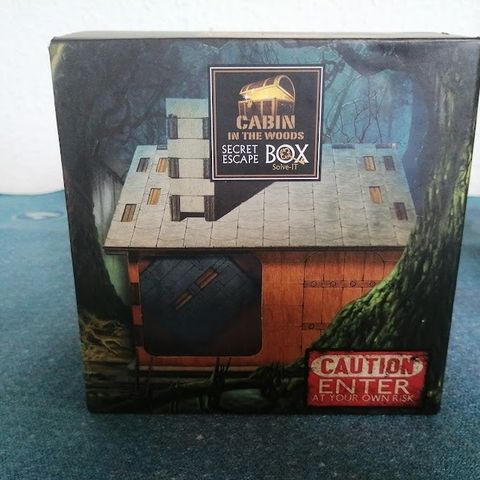 CABIN
IN THE WOODS
SECRET
ESCAPE
BOX
Solve-IT
CAUTION
ENTER
AT YOUR OWN RISK